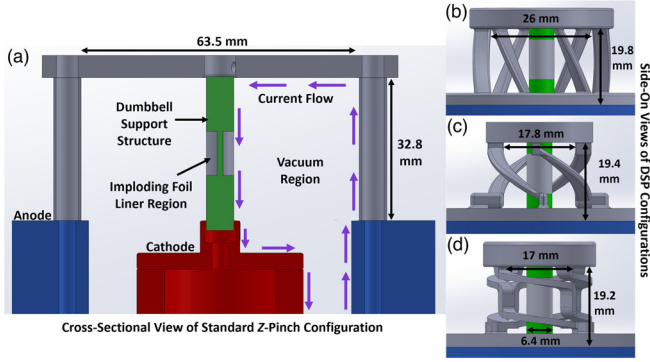 (a)
63.5 mm
Dumbbell
Support
Structure
Current Flow
Imploding Foil
Liner Region
Vacuum
Region
32.8
mm
Anode
Cathode
Cross-Sectional View of Standard Z-Pinch Configuration
(b)
26 mm
19.8
mm
(c)
17.8 mm
19.4
mm
(d)
17 mm
19.2
mm
6.4 mm
Side-On Views of DSP Configurations